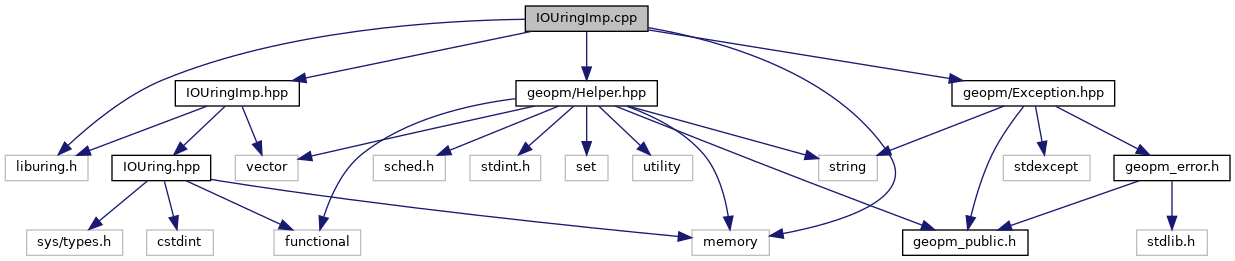 IOUringImp.cpp
IOUringImp.hpp
geopm/Helper.hpp
geopm/Exception.hpp
liburing.h
IOUring.hpp
vector
sched.h
stdint.h
set
utility
string
stdexcept
geopm_error.h
sys/types.h
cstdint
functional
memory
geopm_public.h
stdlib.h